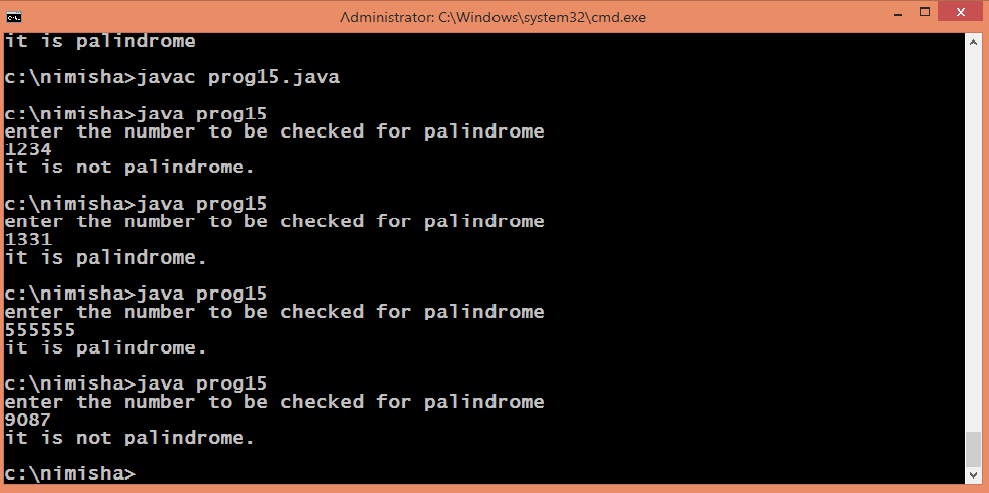 Administrator: C:\Windows\system32\cmd.exe
it is palindrome
c:\nimisha>javac prog15.java
c:\nimisha>java prog15
enter the number to be checked for palindrome
1234
it is not palindrome.
c:\nimisha>java prog15
enter the number to be checked for palindrome
1331
it is palindrome.
c:\nimisha>java prog15
enter the number to be checked for palindrome
555555
it is palindrome.
c:\nimisha>java prog15
enter the number to be checked for palindrome
9087
it is not palindrome.
c:\nimisha>